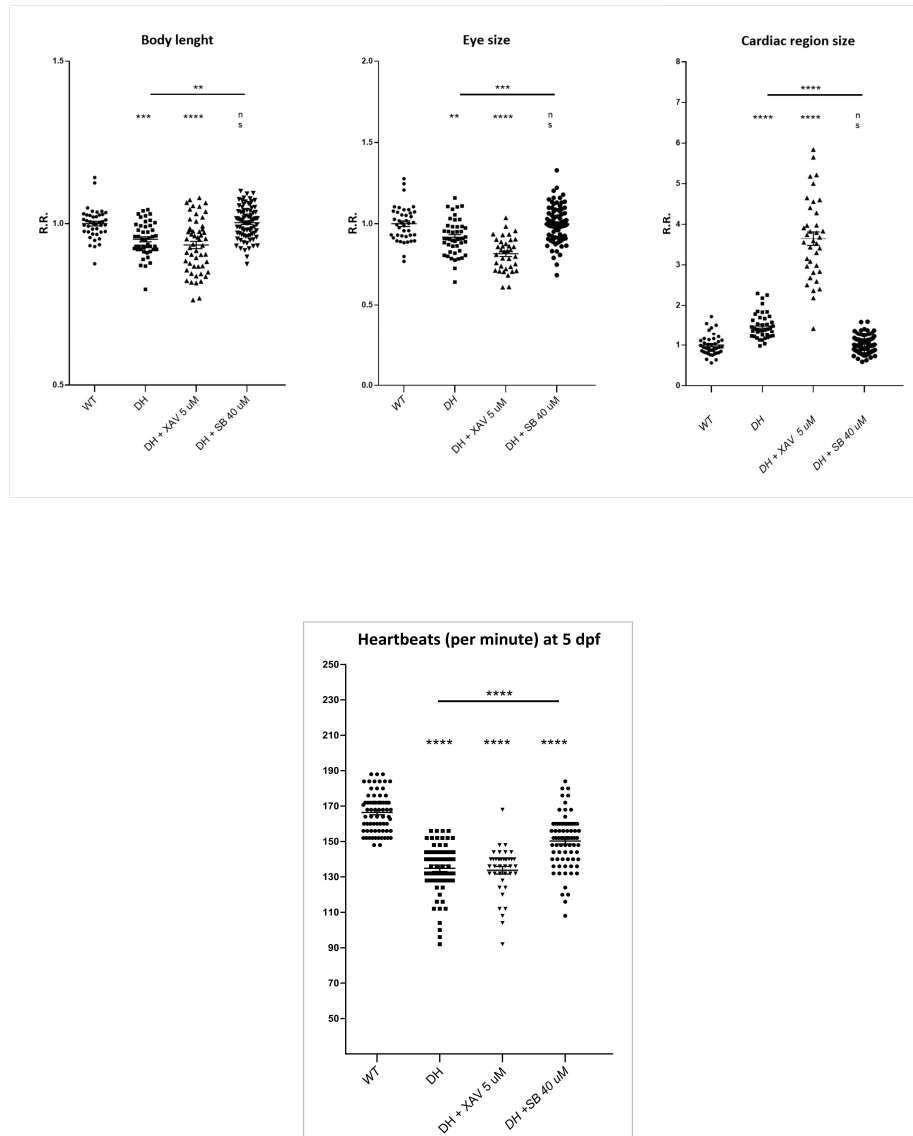 Body lenght
1.5
1.0
0.5
R.R.
**
*** **** n
s
WT DH DH + XAV 5 uM DH + SB 40 uM
Eye size
2.0
1.5
1.0
0.5
0.0
R.R.
***
** **** n
s
WT DH DH + XAV 5 uM DH + SB 40 uM
Cardiac region size
8
7
6
5
4
3
2
1
0
R.R.
****
**** **** n
s
WT DH DH + XAV 5 uM DH + SB 40 uM
Heartbeats (per minute) at 5 dpf
250
230
210
190
170
150
130
110
90
70
50
****
**** **** ****
WT DH DH + XAV 5 uM DH +SB 40 uM